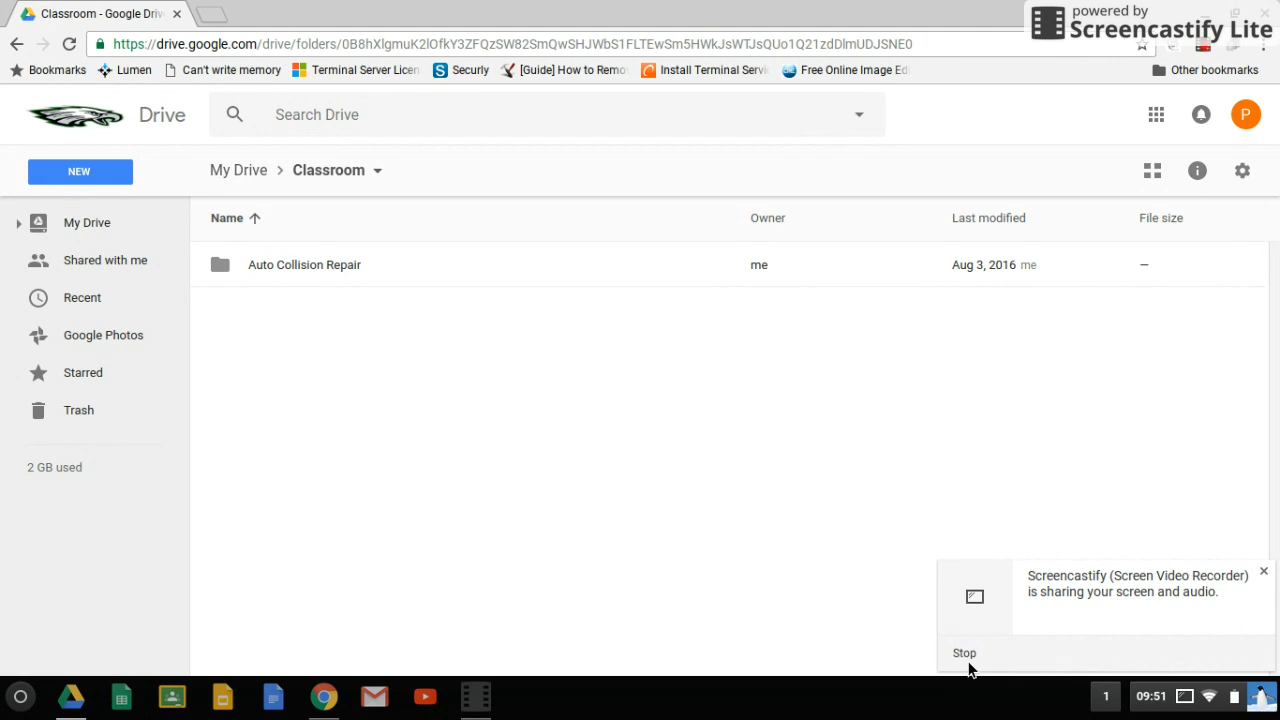 Classroom - Google Driv
powered by
Screencastify Lite
https://drive.google.com/drive/folders/0B8hXlgmuK2lOfkY3ZFQzSW82SmQwSHJWbS1FLTEwSm5HWkJsWTJsQUo1Q21zdDlmUDJSNE0
Bookmarks Lumen Can't write memory Terminal Server Licen Securly [Guide] How to Remo Install Terminal Servic Free Online Image Edi Other bookmarks
Drive Search Drive P
NEW My Drive > Classroom
Name Owner Last modified File size
My Drive
Shared with me
Auto Collision Repair me Aug 3, 2016 me —
Recent
Google Photos
Starred
Trash
2 GB used
Screencastify (Screen Video Recorder)
is sharing your screen and audio.
Stop
1 09:51